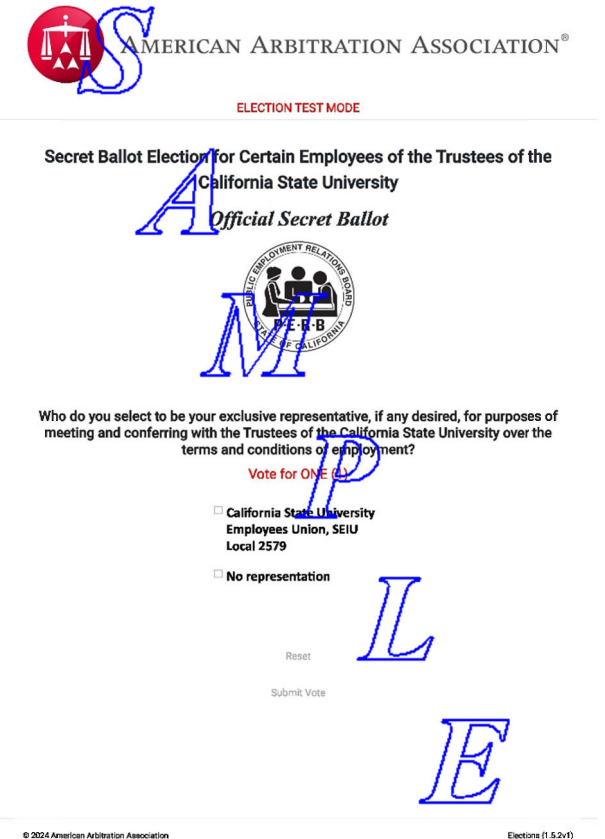 AMERICAN ARBITRATION ASSOCIATION®
ELECTION TEST MODE
Secret Ballot Election for Certain Employees of the Trustees of the
California State University
Official Secret Ballot
PUBLIC EMPLOYMENT RELATIONS BOARD
P·E·R·B
STATE OF CALIFORNIA
Who do you select to be your exclusive representative, if any desired, for purposes of
meeting and conferring with the Trustees of the California State University over the
terms and conditions of employment?
Vote for ONE (1)
California State University
Employees Union, SEIU
Local 2579
No representation
Reset
Submit Vote
SAMPLE
© 2024 American Arbitration Association
Elections (1.5.2v1)